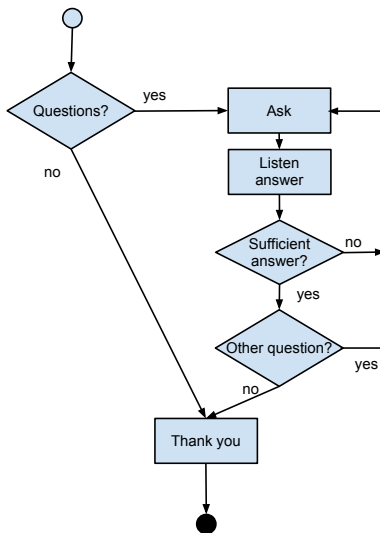 Questions?
yes
Ask
no
Listen
answer
Sufficient
answer?
no
yes
Other question?
yes
no
Thank you